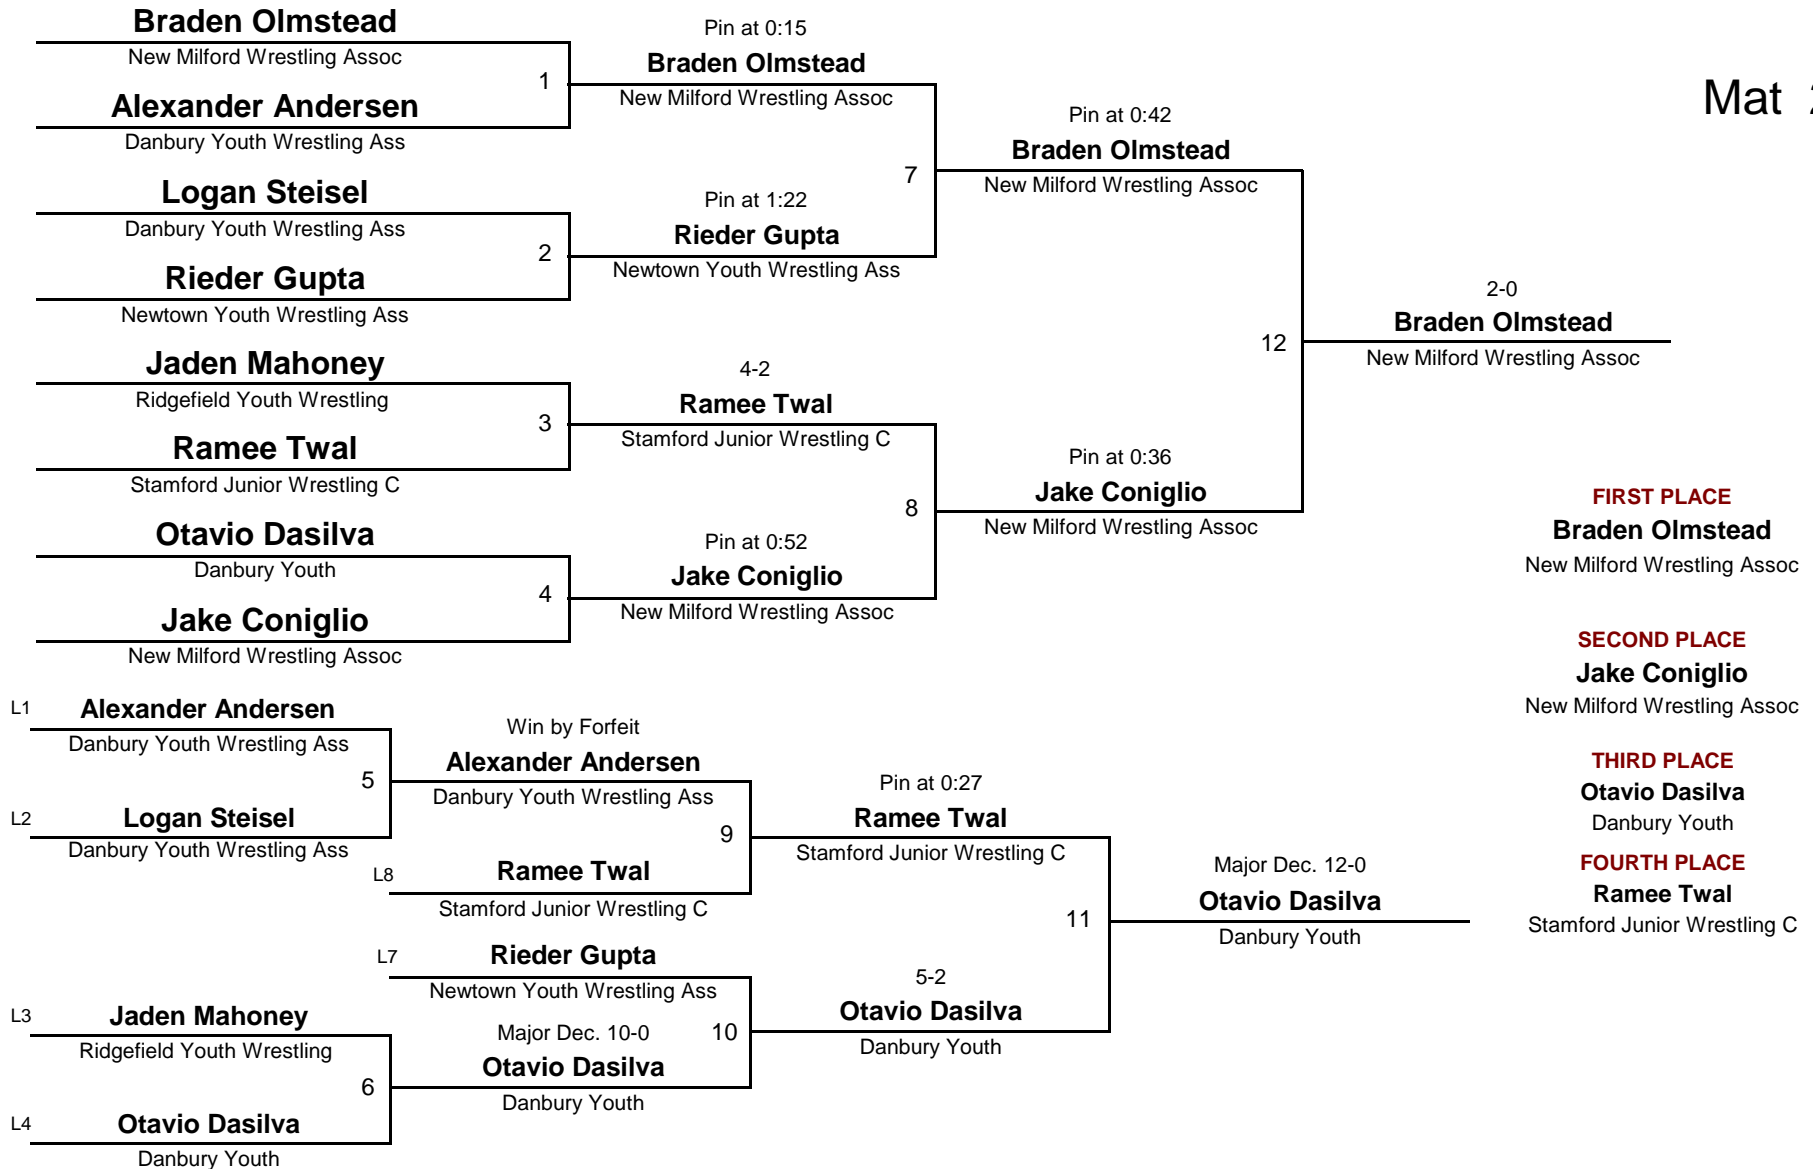 Braden Olmstead
New Milford Wrestling Assoc
1
Alexander Andersen
Danbury Youth Wrestling Ass
Logan Steisel
Danbury Youth Wrestling Ass
2
Rieder Gupta
Newtown Youth Wrestling Ass
Jaden Mahoney
Ridgefield Youth Wrestling
3
Ramee Twal
Stamford Junior Wrestling C
Otavio Dasilva
Danbury Youth
4
Jake Coniglio
New Milford Wrestling Assoc
Pin at 0:15
Braden Olmstead
New Milford Wrestling Assoc
7
Pin at 1:22
Rieder Gupta
Newtown Youth Wrestling Ass
4-2
Ramee Twal
Stamford Junior Wrestling C
8
Pin at 0:52
Jake Coniglio
New Milford Wrestling Assoc
Pin at 0:42
Braden Olmstead
New Milford Wrestling Assoc
12
Pin at 0:36
Jake Coniglio
New Milford Wrestling Assoc
2-0
Braden Olmstead
New Milford Wrestling Assoc
Mat
L1 Alexander Andersen
Danbury Youth Wrestling Ass
5
L2 Logan Steisel
Danbury Youth Wrestling Ass
L3 Jaden Mahoney
Ridgefield Youth Wrestling
6
L4 Otavio Dasilva
Danbury Youth
Win by Forfeit
Alexander Andersen
Danbury Youth Wrestling Ass
9
L8 Ramee Twal
Stamford Junior Wrestling C
L7 Rieder Gupta
Newtown Youth Wrestling Ass
10
Major Dec. 10-0
Otavio Dasilva
Danbury Youth
Pin at 0:27
Ramee Twal
Stamford Junior Wrestling C
11
5-2
Otavio Dasilva
Danbury Youth
Major Dec. 12-0
Otavio Dasilva
Danbury Youth
FIRST PLACE
Braden Olmstead
New Milford Wrestling Assoc
SECOND PLACE
Jake Coniglio
New Milford Wrestling Assoc
THIRD PLACE
Otavio Dasilva
Danbury Youth
FOURTH PLACE
Ramee Twal
Stamford Junior Wrestling C